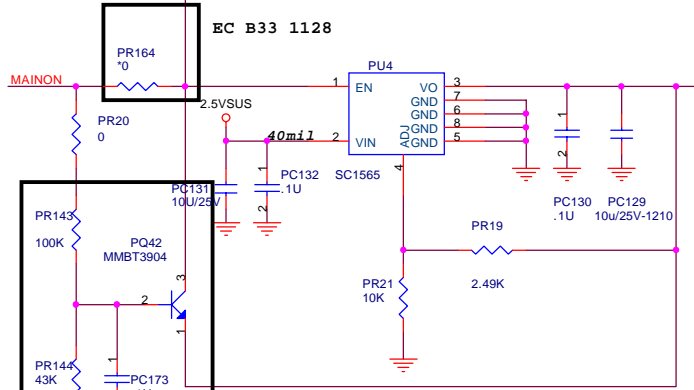 EC B33 1128
PR164
*0
MAINON
PR20
0
2.5VSUS
40mil
PU4
1
EN
VO
3
GND
7
GND
6
GND
8
GND
5
2
VIN
ADJ
4
SC1565
PC131
10U/25V
1
PC132
.1U
2
1
2
PC130
.1U
PC129
10u/25V-1210
PR143
100K
PQ42
MMBT3904
3
2
1
PR19
2.49K
PR21
10K
PR144
43K
1
PC173